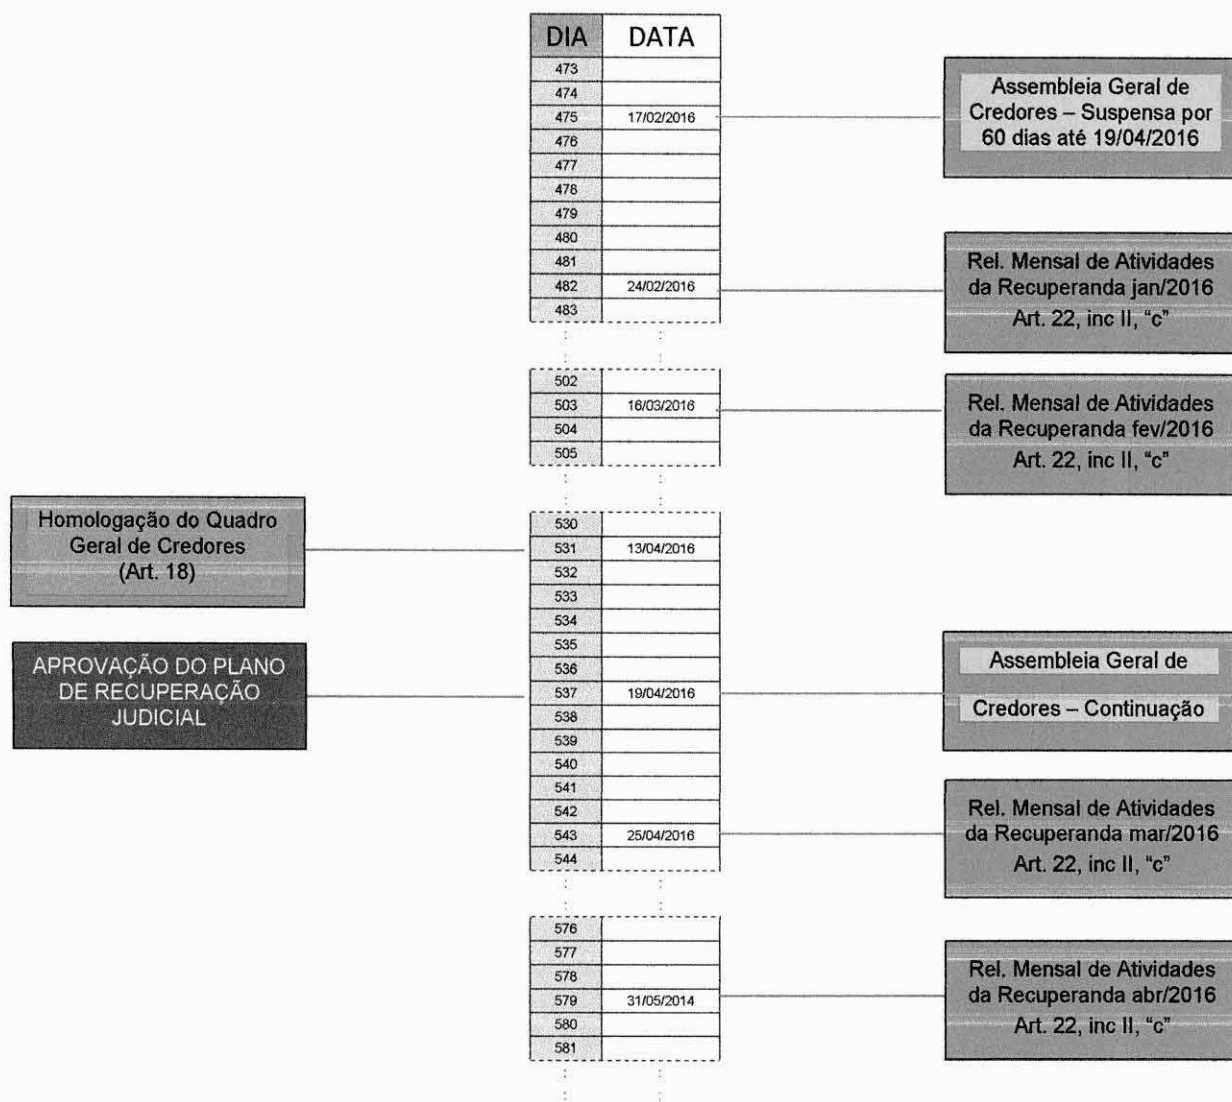 DIA DATA
473
474
475 17/02/2016
476
477
478
479
480
481
482 24/02/2016
483
Assembleia Geral de
Credores – Suspensa por
60 dias até 19/04/2016
Rel. Mensal de Atividades
da Recuperanda jan/2016
Art. 22, inc II, “c”
502
503 16/03/2016
504
505
Rel. Mensal de Atividades
da Recuperanda fev/2016
Art. 22, inc II, “c”
Homologação do Quadro
Geral de Credores
(Art. 18)
APROVAÇÃO DO PLANO
DE RECUPERAÇÃO
JUDICIAL
530
531 13/04/2016
532
533
534
535
536
537 19/04/2016
538
539
540
541
542
543 25/04/2016
544
Assembleia Geral de
Credores – Continuação
Rel. Mensal de Atividades
da Recuperanda mar/2016
Art. 22, inc II, “c”
576
577
578
579 31/05/2014
580
581
Rel. Mensal de Atividades
da Recuperanda abr/2016
Art. 22, inc II, “c”